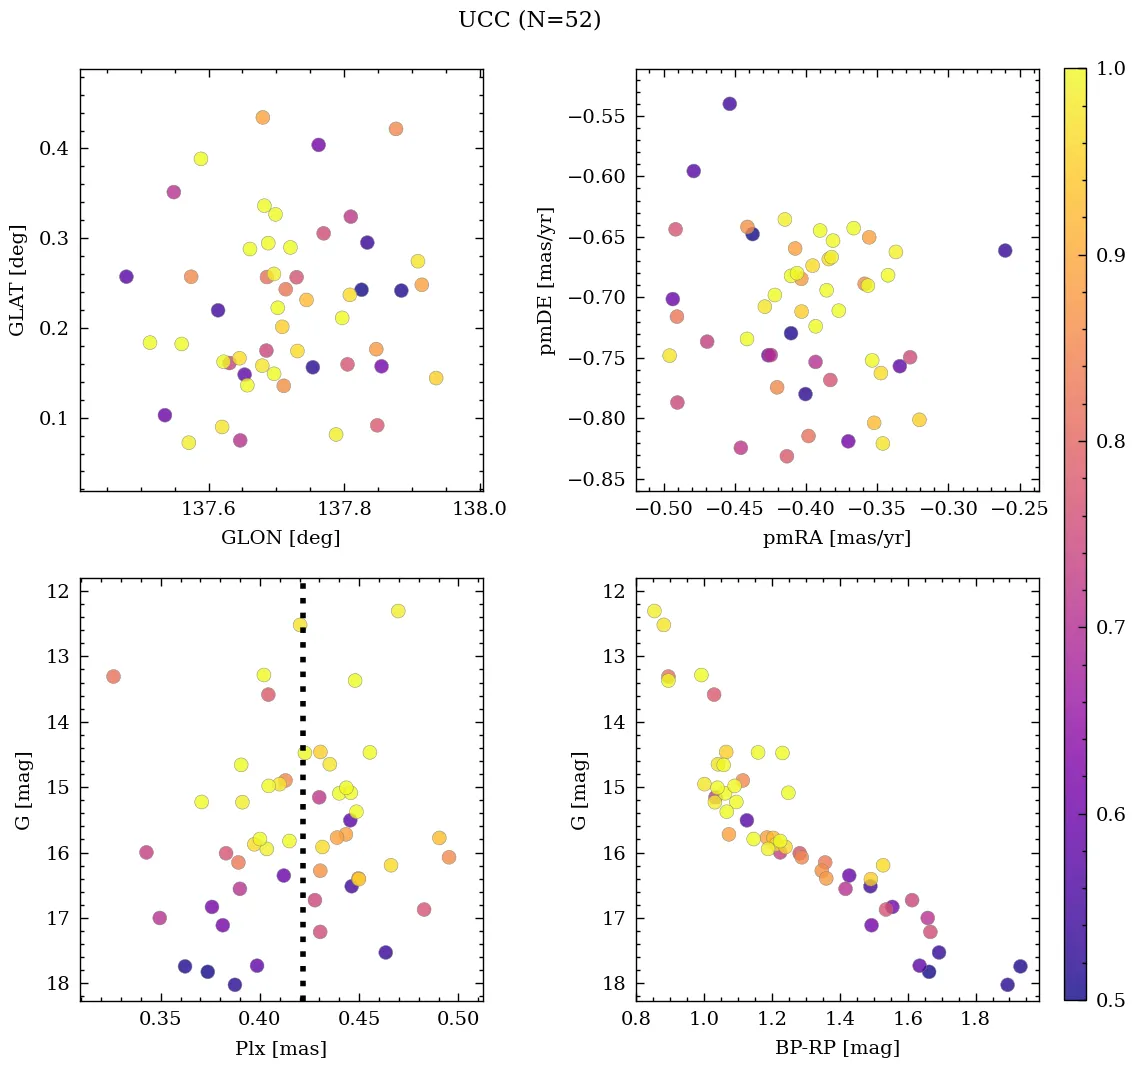 UCC (N=52)
0.4
0.3
0.2
0.1
GLAT [deg]
137.6 137.8 138.0
GLON [deg]
−0.55
−0.60
−0.65
−0.70
−0.75
−0.80
−0.85
pmDE [mas/yr]
−0.50 −0.45 −0.40 −0.35 −0.30 −0.25
pmRA [mas/yr]
12
13
14
15
16
17
18
G [mag]
0.35 0.40 0.45 0.50
Plx [mas]
12
13
14
15
16
17
18
G [mag]
0.8 1.0 1.2 1.4 1.6 1.8
BP-RP [mag]
1.0
0.9
0.8
0.7
0.6
0.5